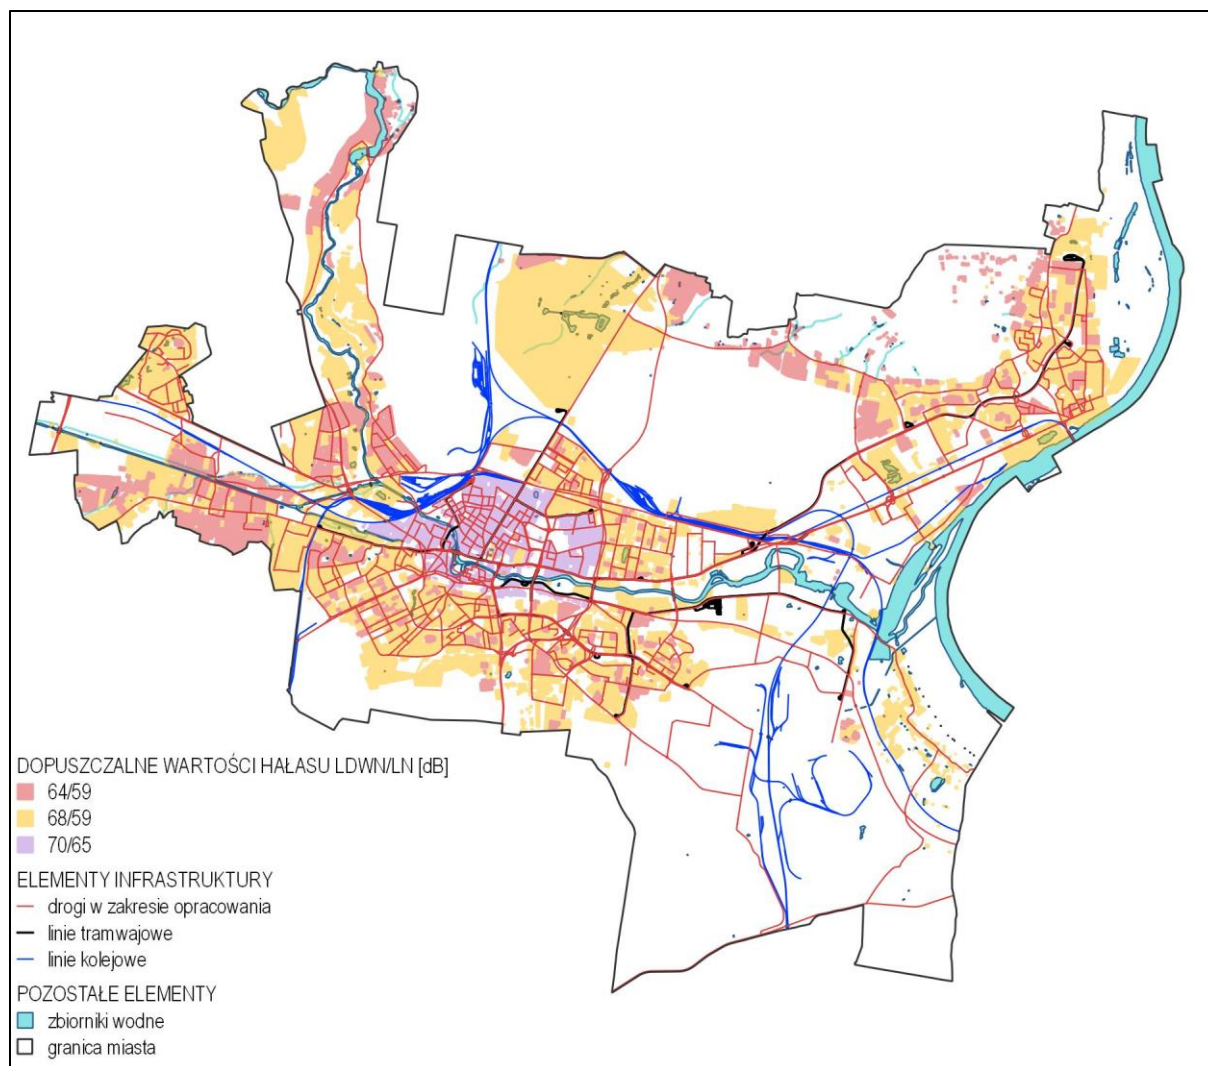 DOPUSZCZALNE WARTOŚCI HAŁASU LDWN/LN [dB]
64/59
68/59
70/65
ELEMENTY INFRASTRUKTURY
drogi w zakresie opracowania
linie tramwajowe
linie kolejowe
POZOSTAŁE ELEMENTY
zbiorniki wodne
granica miasta